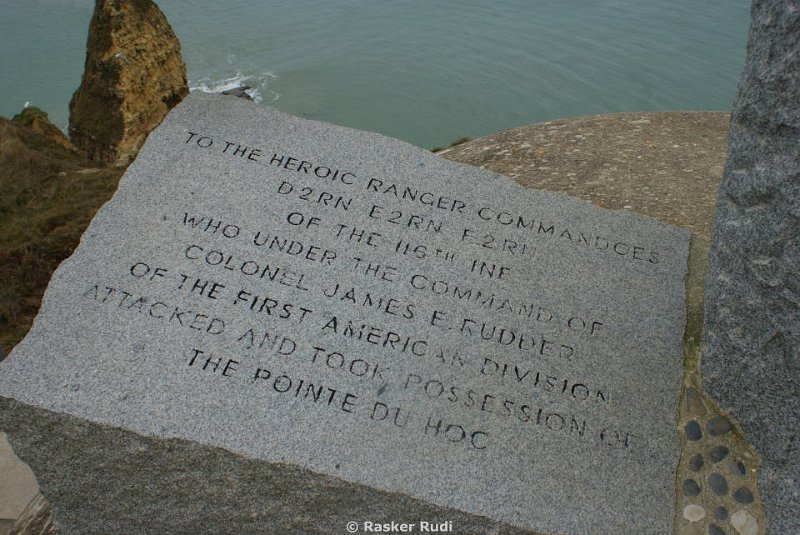 TO THE HEROIC RANGER COMMANDOES
D2RN E2RN F2RN
OF THE 116TH INF
WHO UNDER THE COMMAND OF
COLONEL JAMES E. RUDDER
OF THE FIRST AMERICAN DIVISION
ATTACKED AND TOOK POSSESSION OF
THE POINTE DU HOC
© Rasker Rudi